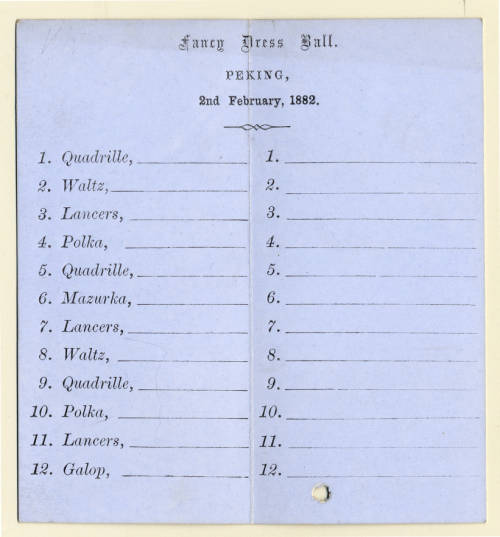 Fancy Dress Ball.
PEKING,
2nd February, 1882.
1. Quadrille, 1.
2. Waltz, 2.
3. Lancers, 3.
4. Polka, 4.
5. Quadrille, 5.
6. Mazurka, 6.
7. Lancers, 7.
8. Waltz, 8.
9. Quadrille, 9.
10. Polka, 10.
11. Lancers, 11.
12. Galop, 12.